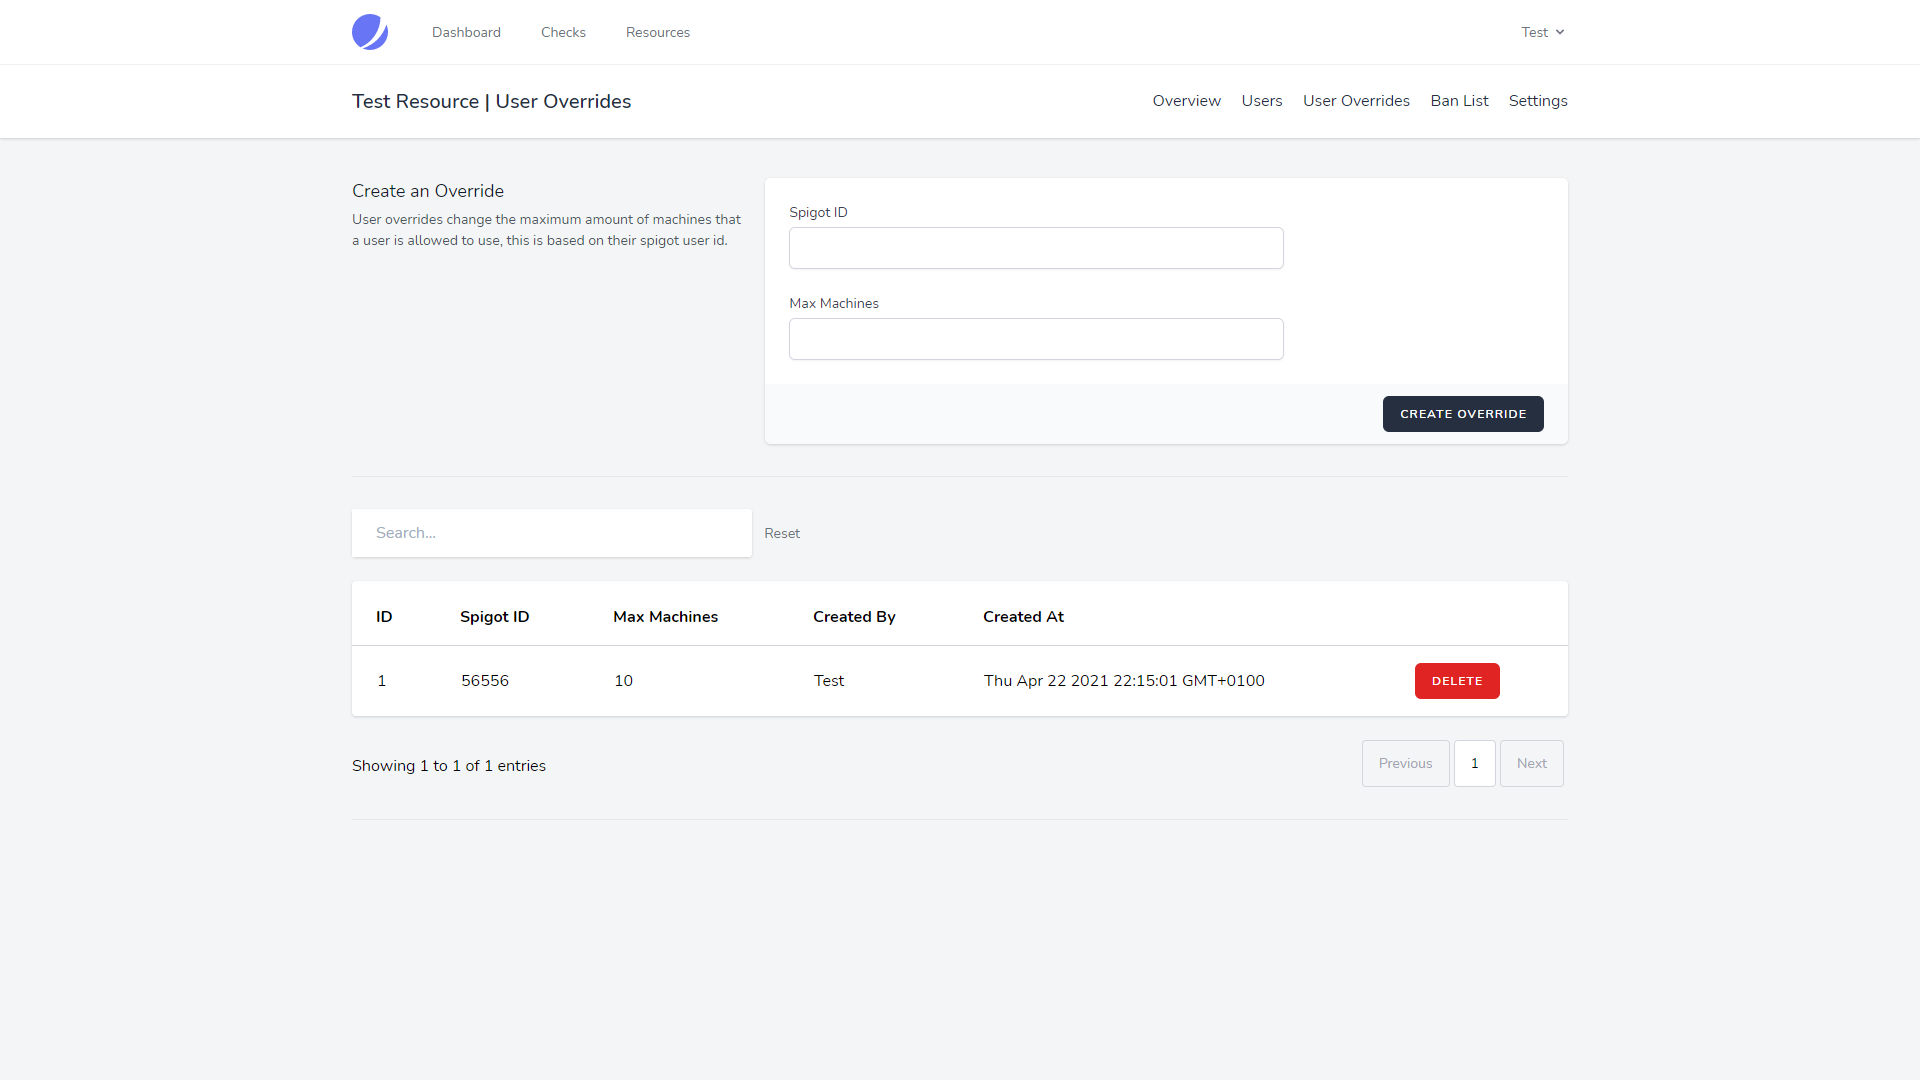 Dashboard Checks Resources Test
Test Resource | User Overrides Overview Users User Overrides Ban List Settings
Create an Override
User overrides change the maximum amount of machines that
a user is allowed to use, this is based on their spigot user id.
Spigot ID
Max Machines
CREATE OVERRIDE
Search...
Reset
ID Spigot ID Max Machines Created By Created At
1 56556 10 Test Thu Apr 22 2021 22:15:01 GMT+0100 DELETE
Showing 1 to 1 of 1 entries Previous 1 Next